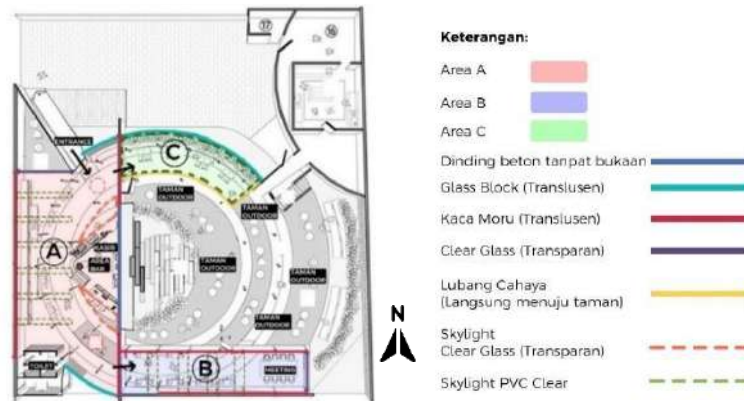 17
16
ENTRANCE
C
TAMAN
OUTDOOR
TAMAN
OUTDOOR
A
KASIR
AREA
BAR
TAMAN
OUTDOOR
TAMAN
OUTDOOR
TAMAN
OUTDOOR
TOILET
B
MEETING
N
Keterangan:
Area A
Area B
Area C
Dinding beton tanpat bukaan
Glass Block (Translusen)
Kaca Moru (Translusen)
Clear Glass (Transparan)
Lubang Cahaya
(Langsung menuju taman)
Skylight
Clear Glass (Transparan)
Skylight PVC Clear